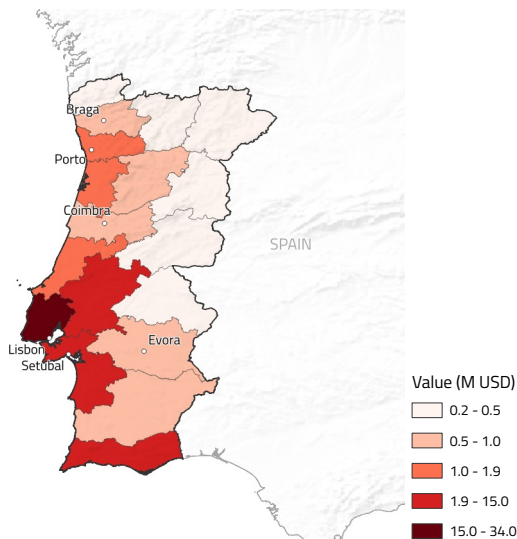 Braga
Porto
Coimbra
SPAIN
Lisbon
Evora
Setubal
Value (M USD)
0.2 - 0.5
0.5 - 1.0
1.0 - 1.9
1.9 - 15.0
15.0 - 34.0